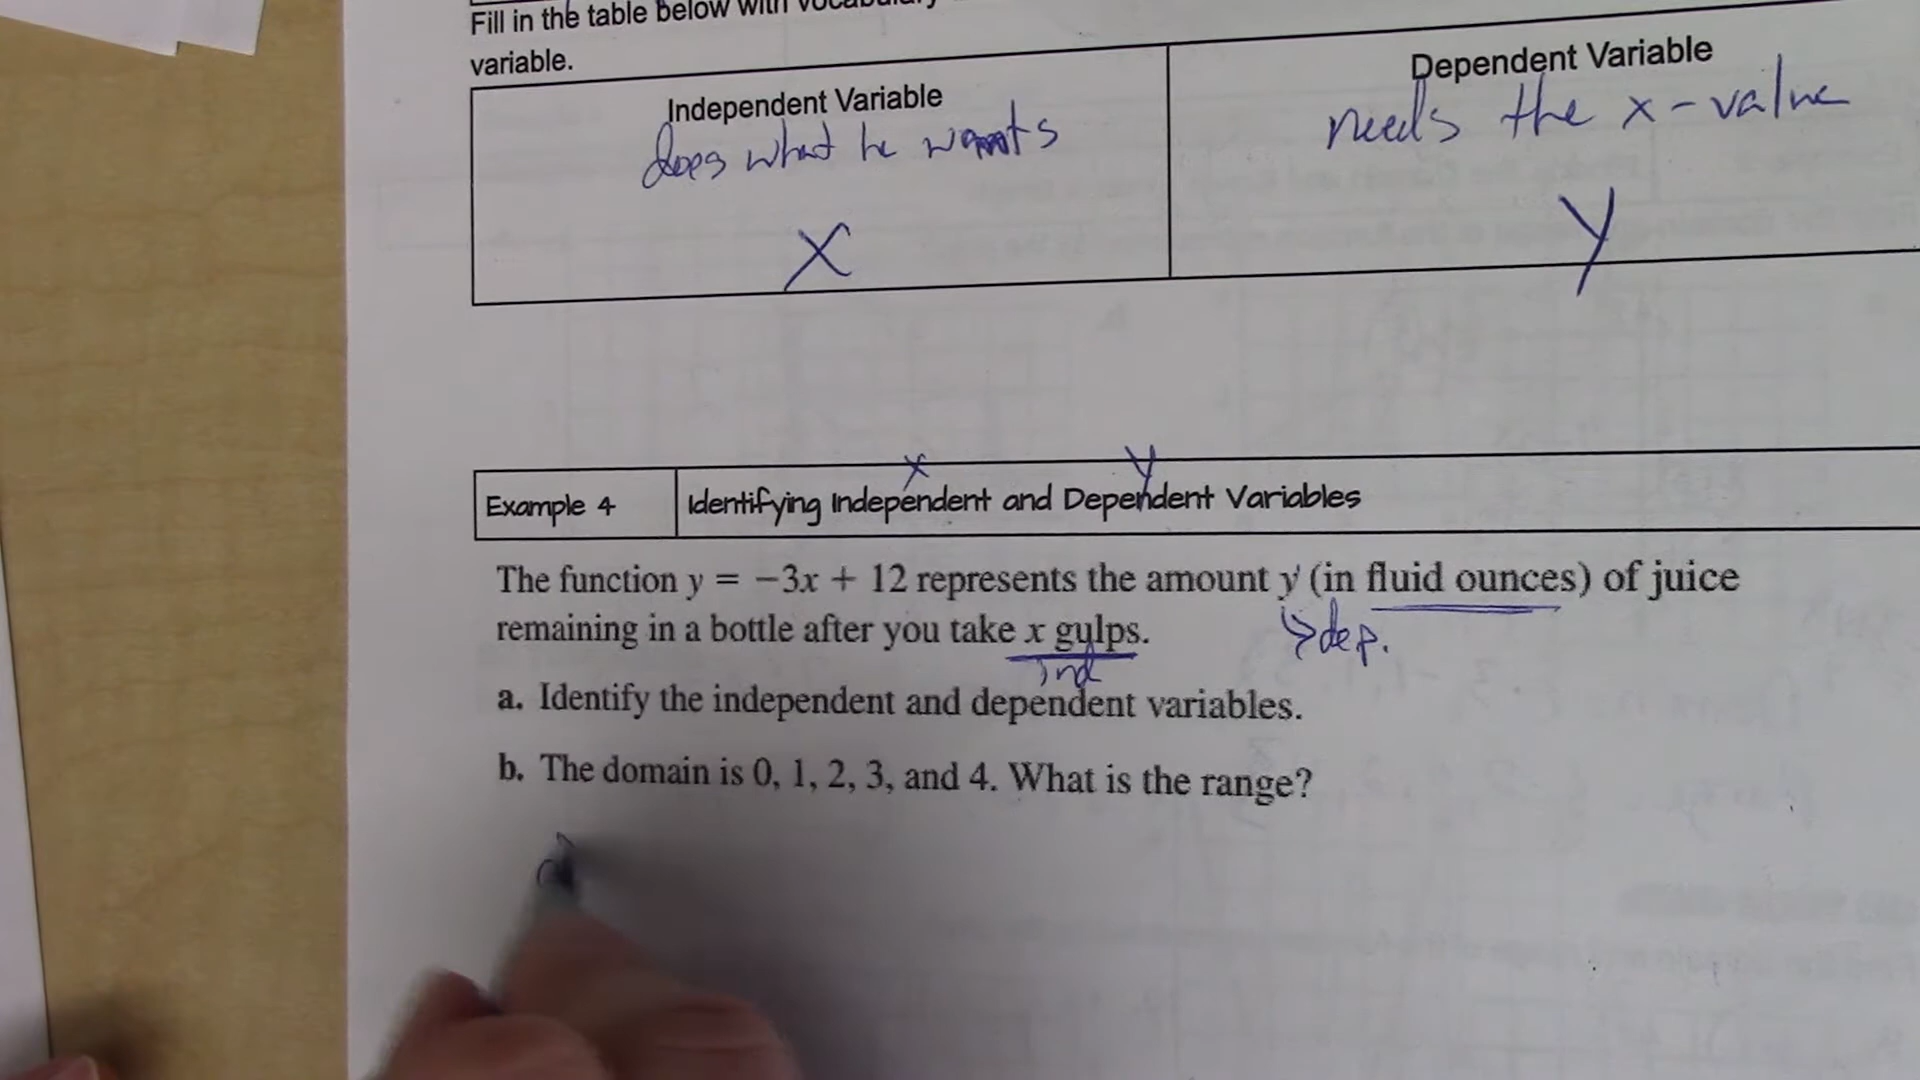 Fill in the table below with vocabulary
variable.
Independent Variable
does what he wants
X
Dependent Variable
needs the x-value
y
x y
Example 4 Identifying Independent and Dependent Variables
The function y = −3x + 12 represents the amount y (in fluid ounces) of juice
remaining in a bottle after you take x gulps.
dep.
ind
a. Identify the independent and dependent variables.
b. The domain is 0, 1, 2, 3, and 4. What is the range?